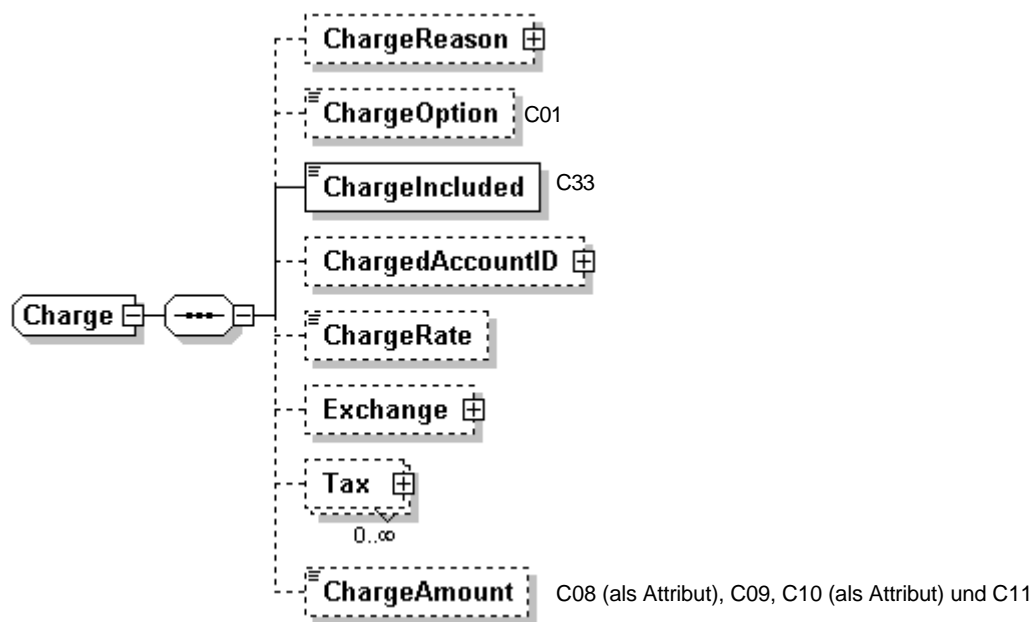 ChargeReason
ChargeOption C01
ChargeIncluded C33
ChargedAccountID
Charge
ChargeRate
Exchange
Tax
0..∞
ChargeAmount C08 (als Attribut), C09, C10 (als Attribut) und C11